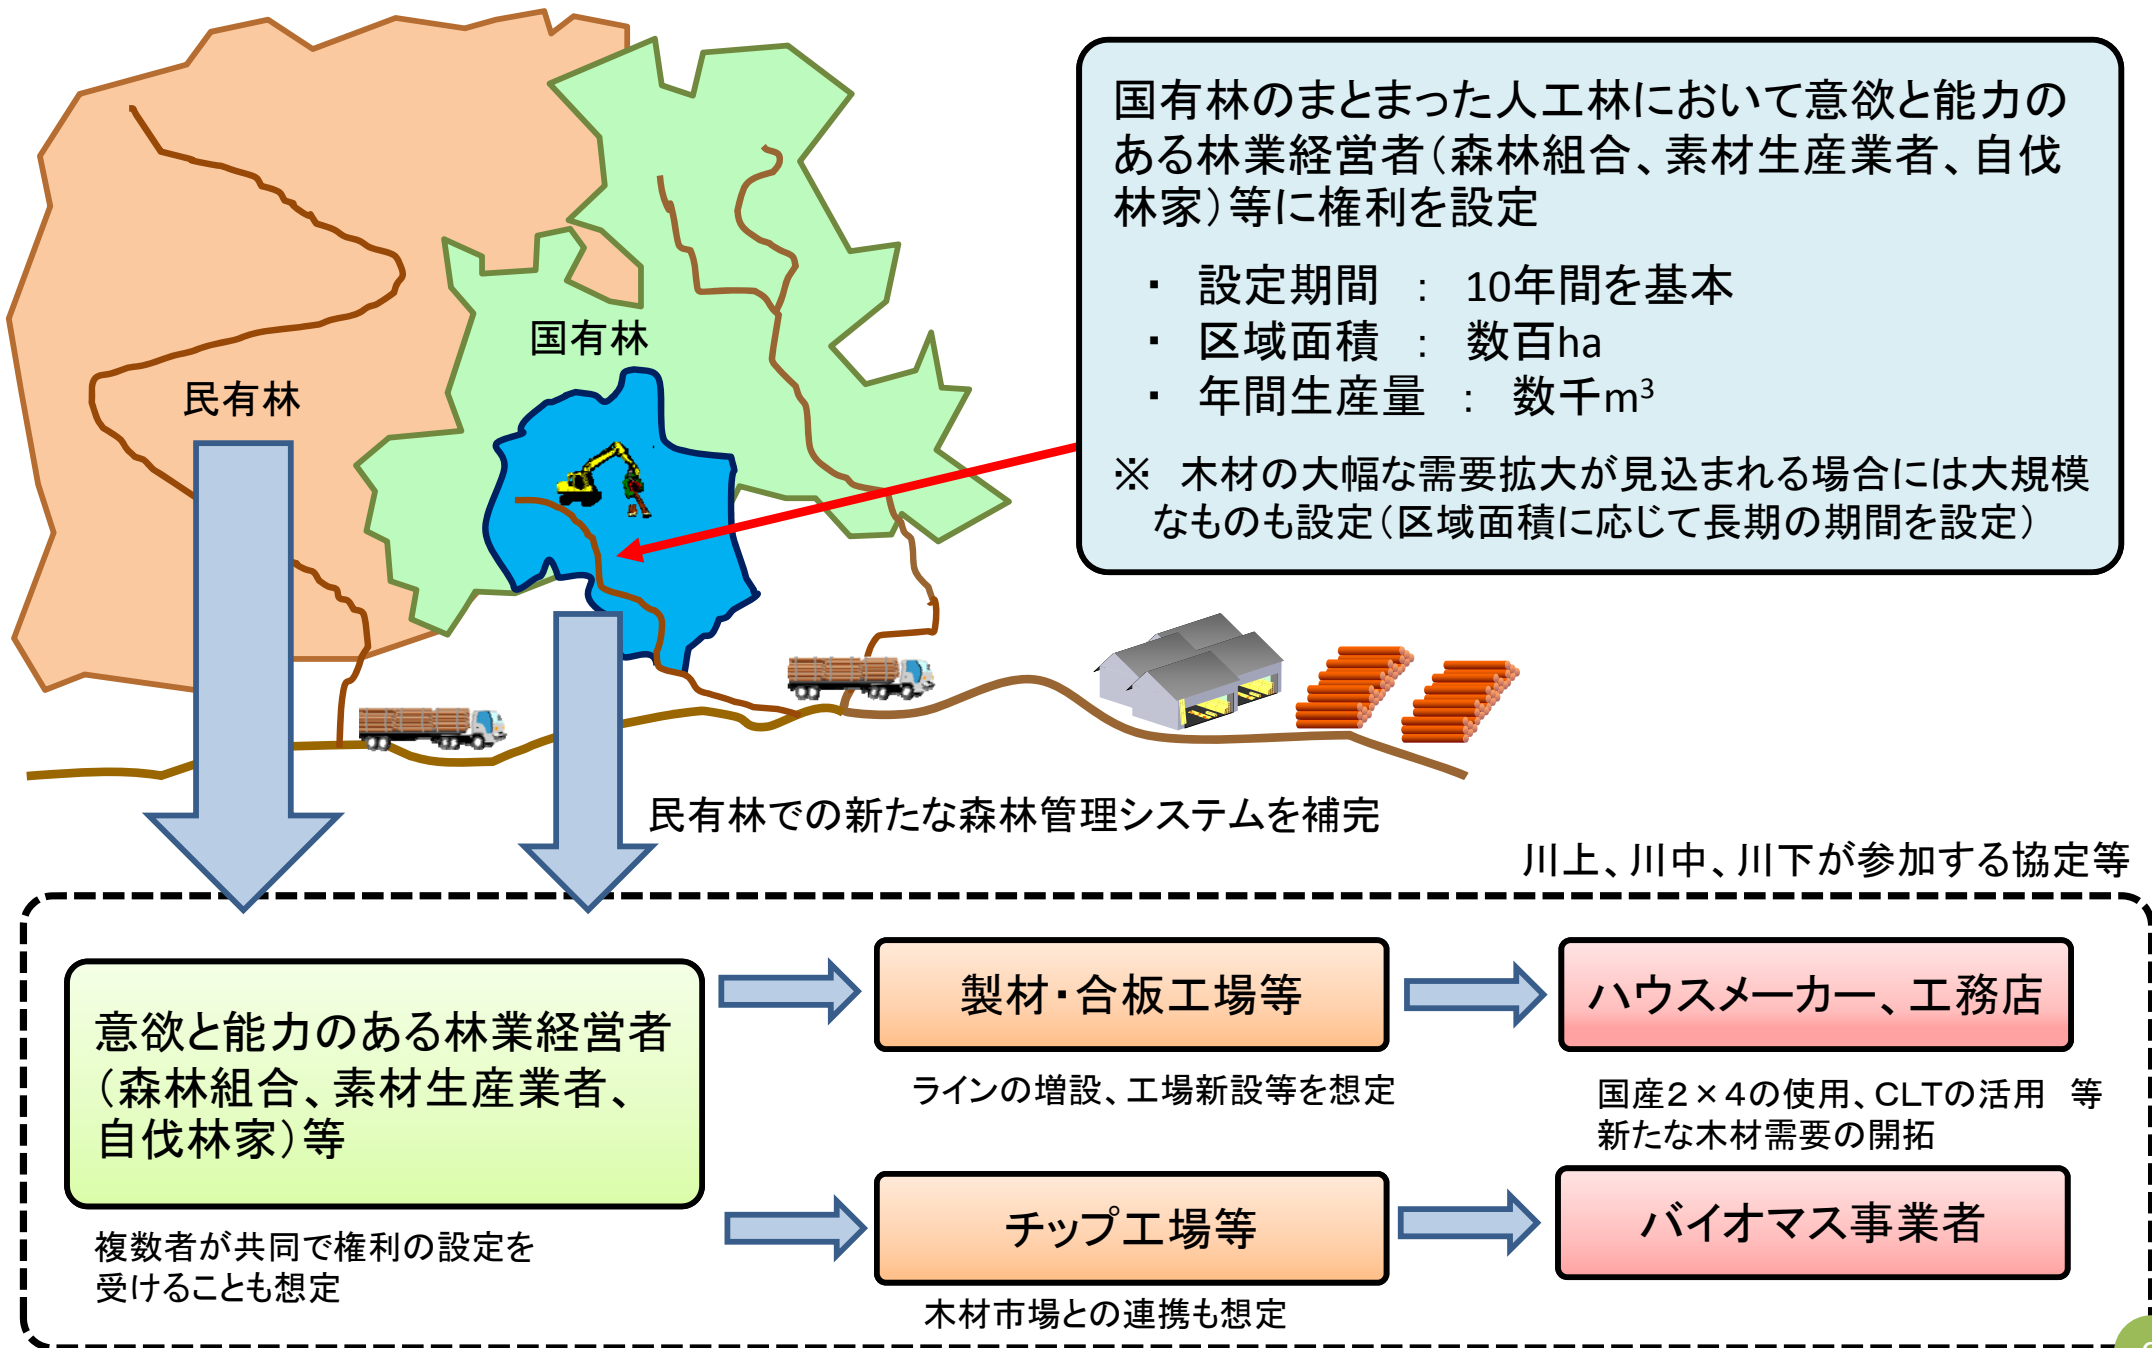 国有林のまとまった人工林において意欲と能力の
ある林業経営者（森林組合、素材生産業者、自伐
林家）等に権利を設定
・ 設定期間 ： 10年間を基本
・ 区域面積 ： 数百ha
・ 年間生産量 ： 数千m³
※ 木材の大幅な需要拡大が見込まれる場合には大規模
なものも設定（区域面積に応じて長期の期間を設定）
国有林
民有林
民有林での新たな森林管理システムを補完
川上、川中、川下が参加する協定等
意欲と能力のある林業経営者
（森林組合、素材生産業者、
自伐林家）等
複数者が共同で権利の設定を
受けることも想定
製材・合板工場等
ラインの増設、工場新設等を想定
ハウスメーカー、工務店
国産２×４の使用、CLTの活用 等
新たな木材需要の開拓
チップ工場等
木材市場との連携も想定
バイオマス事業者